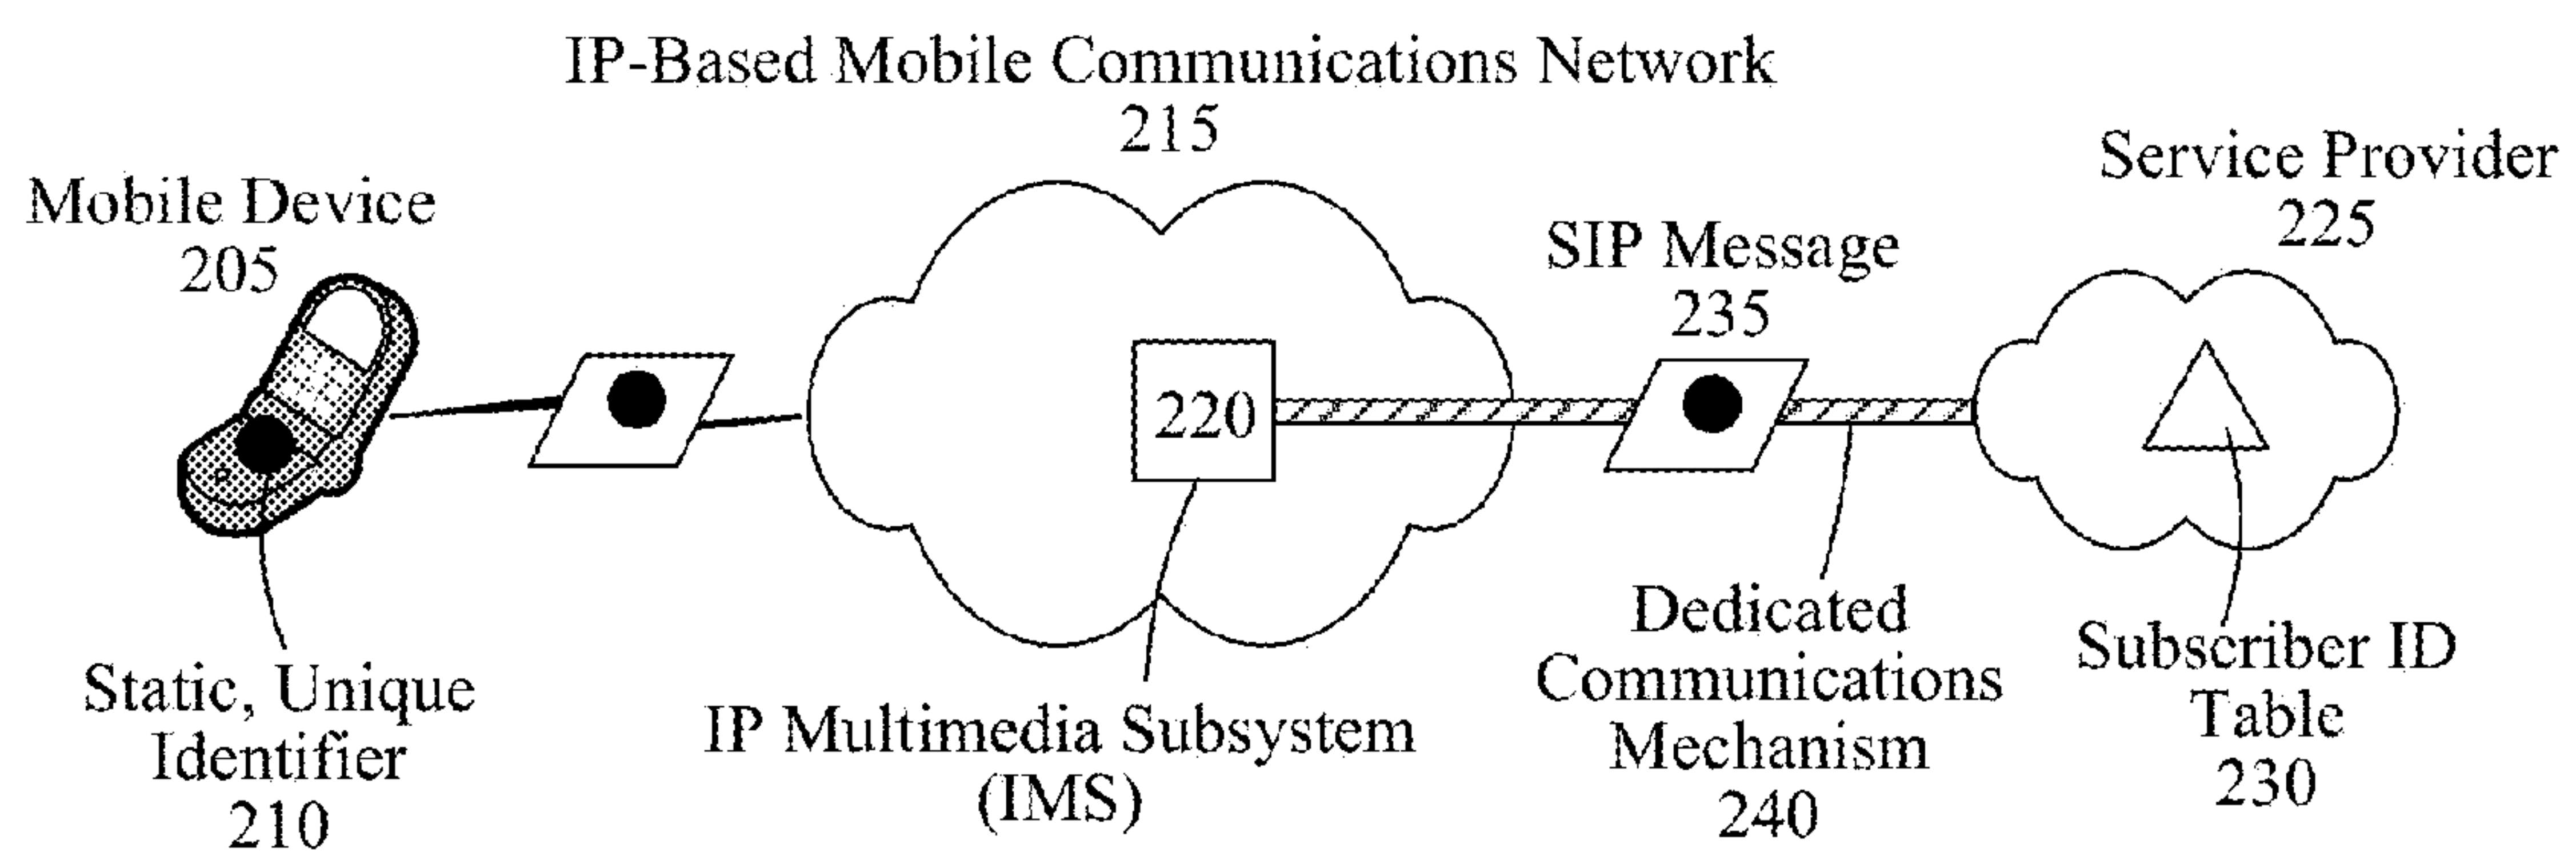 IP-Based Mobile Communications Network
215
Service Provider
225
Mobile Device
205
SIP Message
235
220
Static, Unique
Identifier
210
IP Multimedia Subsystem
(IMS)
Dedicated
Communications
Mechanism
240
Subscriber ID
Table
230